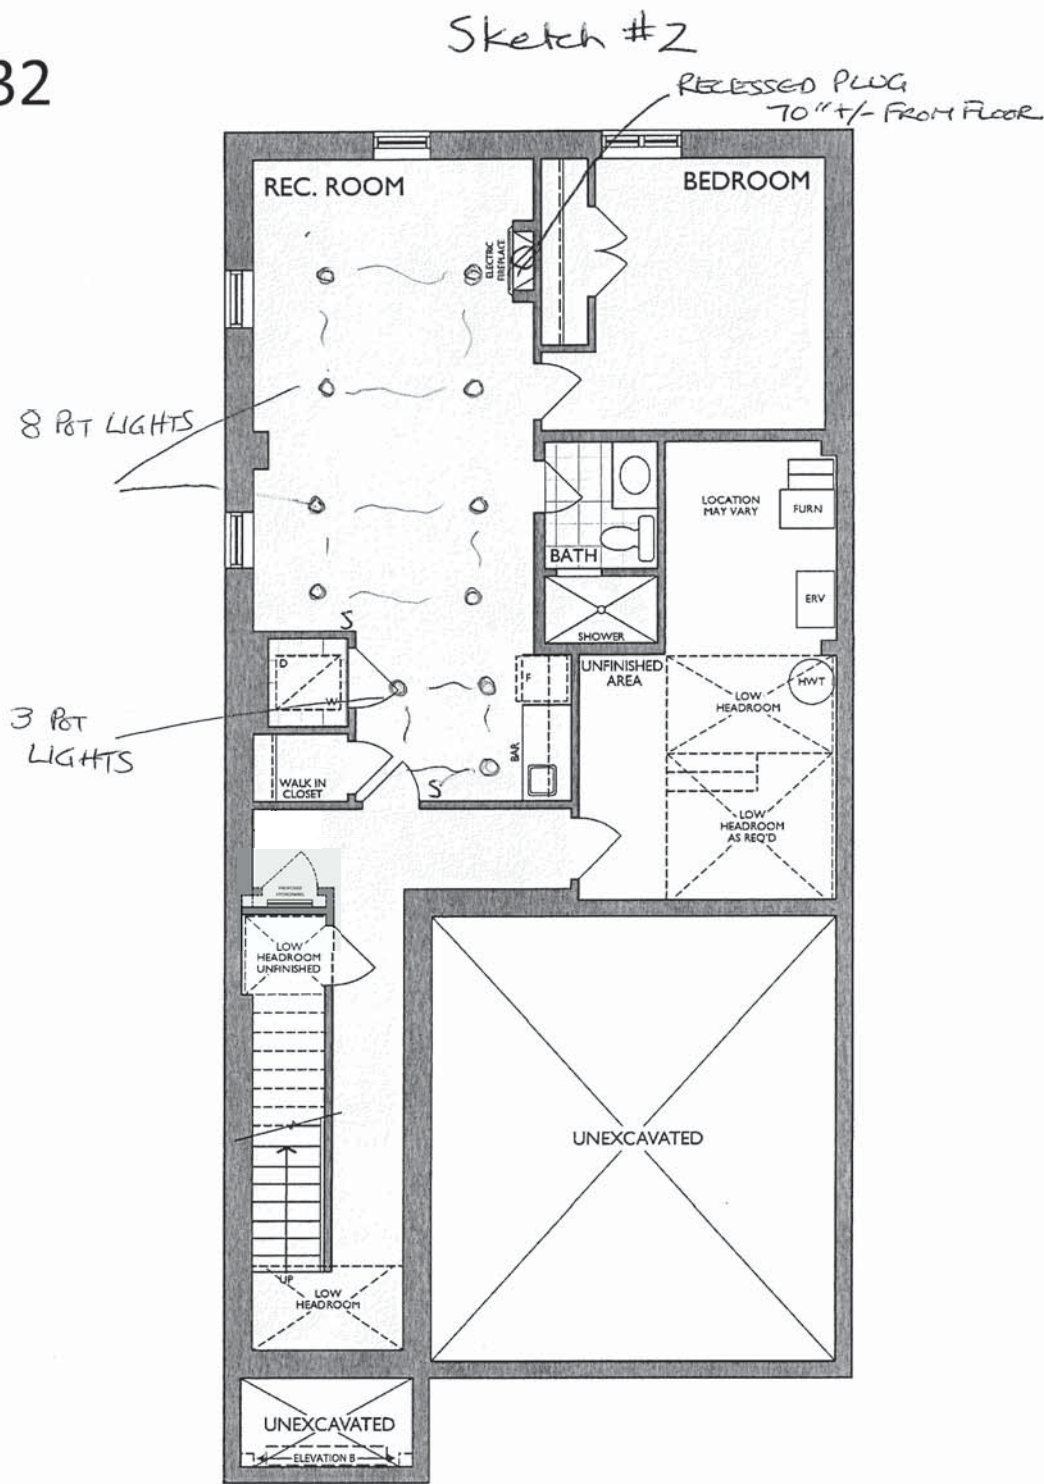 Sketch #2
32
RECESSED PLUG
70" +/- FROM FLOOR
REC. ROOM
BEDROOM
ELECTRIC
FIREPLACE
8 POT LIGHTS
LOCATION
MAY VARY
FURN
BATH
ERV
S
SHOWER
D
W
F
UNFINISHED
AREA
HWT
LOW
HEADROOM
3 POT
LIGHTS
BAR
WALK IN
CLOSET
S
LOW
HEADROOM
AS REQ'D
LOW
HEADROOM
UNFINISHED
UNEXCAVATED
UP
LOW
HEADROOM
UNEXCAVATED
ELEVATION B